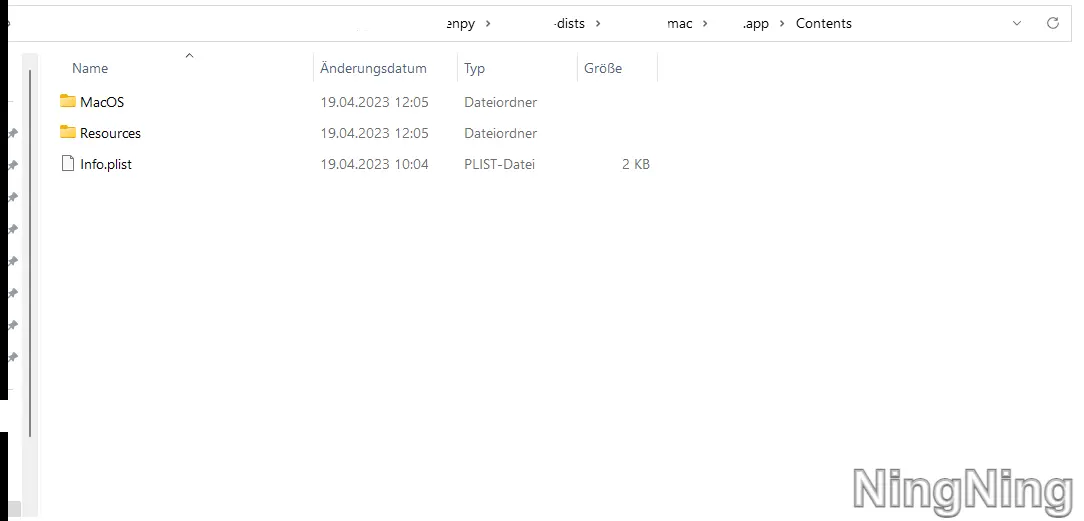 enpy > -dists > mac > .app > Contents
Name Änderungsdatum Typ Größe
MacOS 19.04.2023 12:05 Dateiordner
Resources 19.04.2023 12:05 Dateiordner
Info.plist 19.04.2023 10:04 PLIST-Datei 2 KB
NingNing